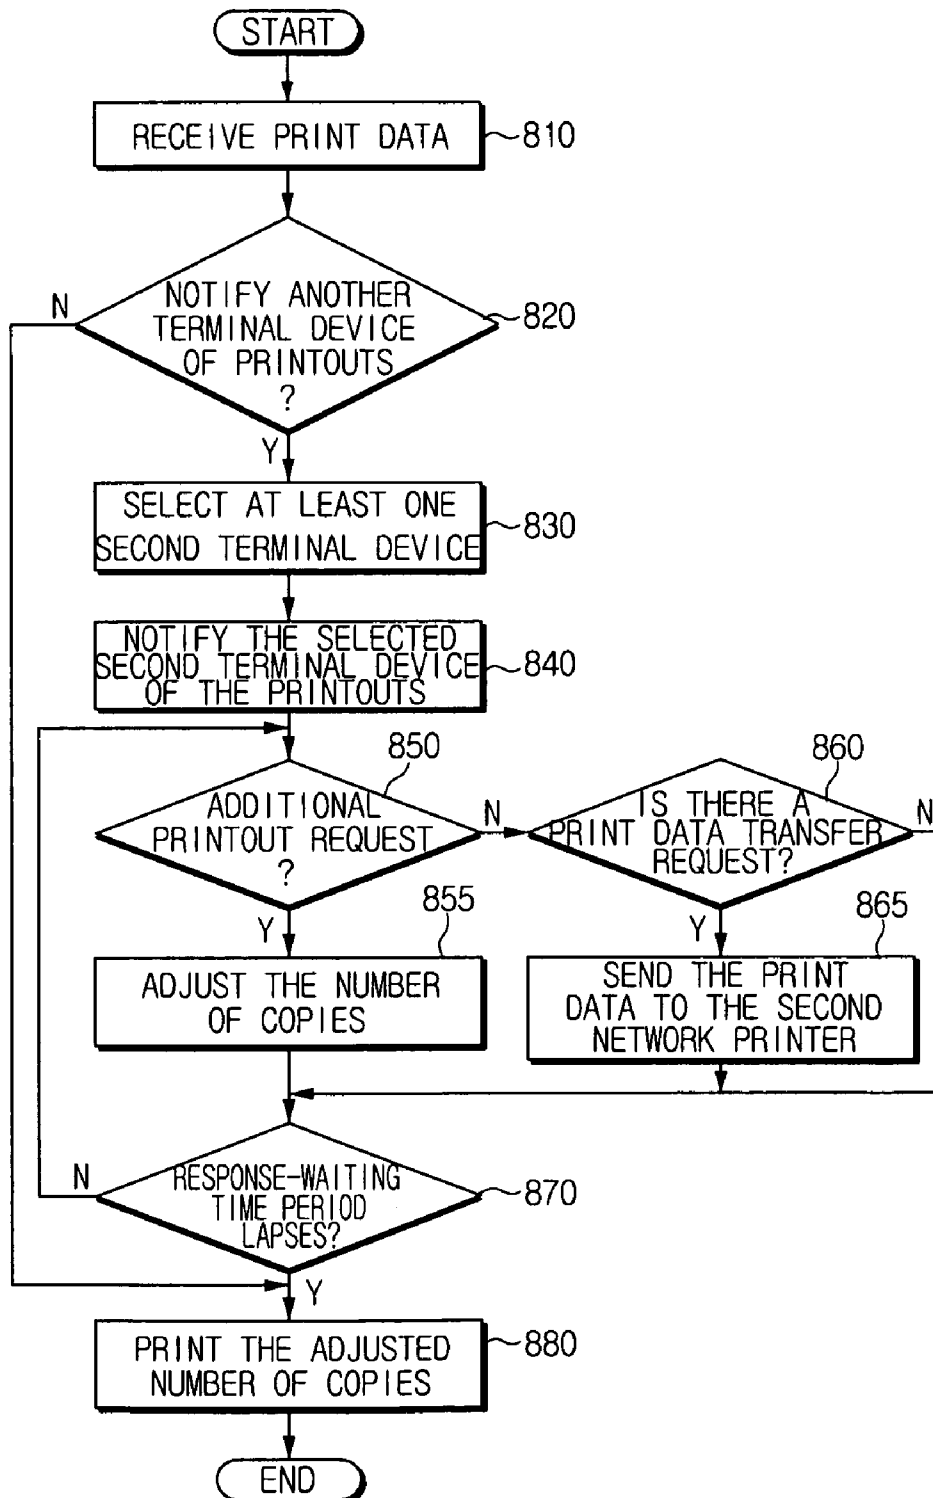 START
RECEIVE PRINT DATA
810
N
NOTIFY ANOTHER
TERMINAL DEVICE
OF PRINTOUTS
?
820
Y
SELECT AT LEAST ONE
SECOND TERMINAL DEVICE
830
NOTIFY THE SELECTED
SECOND TERMINAL DEVICE
OF THE PRINTOUTS
840
850
ADDITIONAL
PRINTOUT REQUEST
?
N
860
IS THERE A
PRINT DATA TRANSFER
REQUEST?
N
Y
855
ADJUST THE NUMBER
OF COPIES
Y
865
SEND THE PRINT
DATA TO THE SECOND
NETWORK PRINTER
N
RESPONSE-WAITING
TIME PERIOD
LAPSES?
870
Y
PRINT THE ADJUSTED
NUMBER OF COPIES
880
END